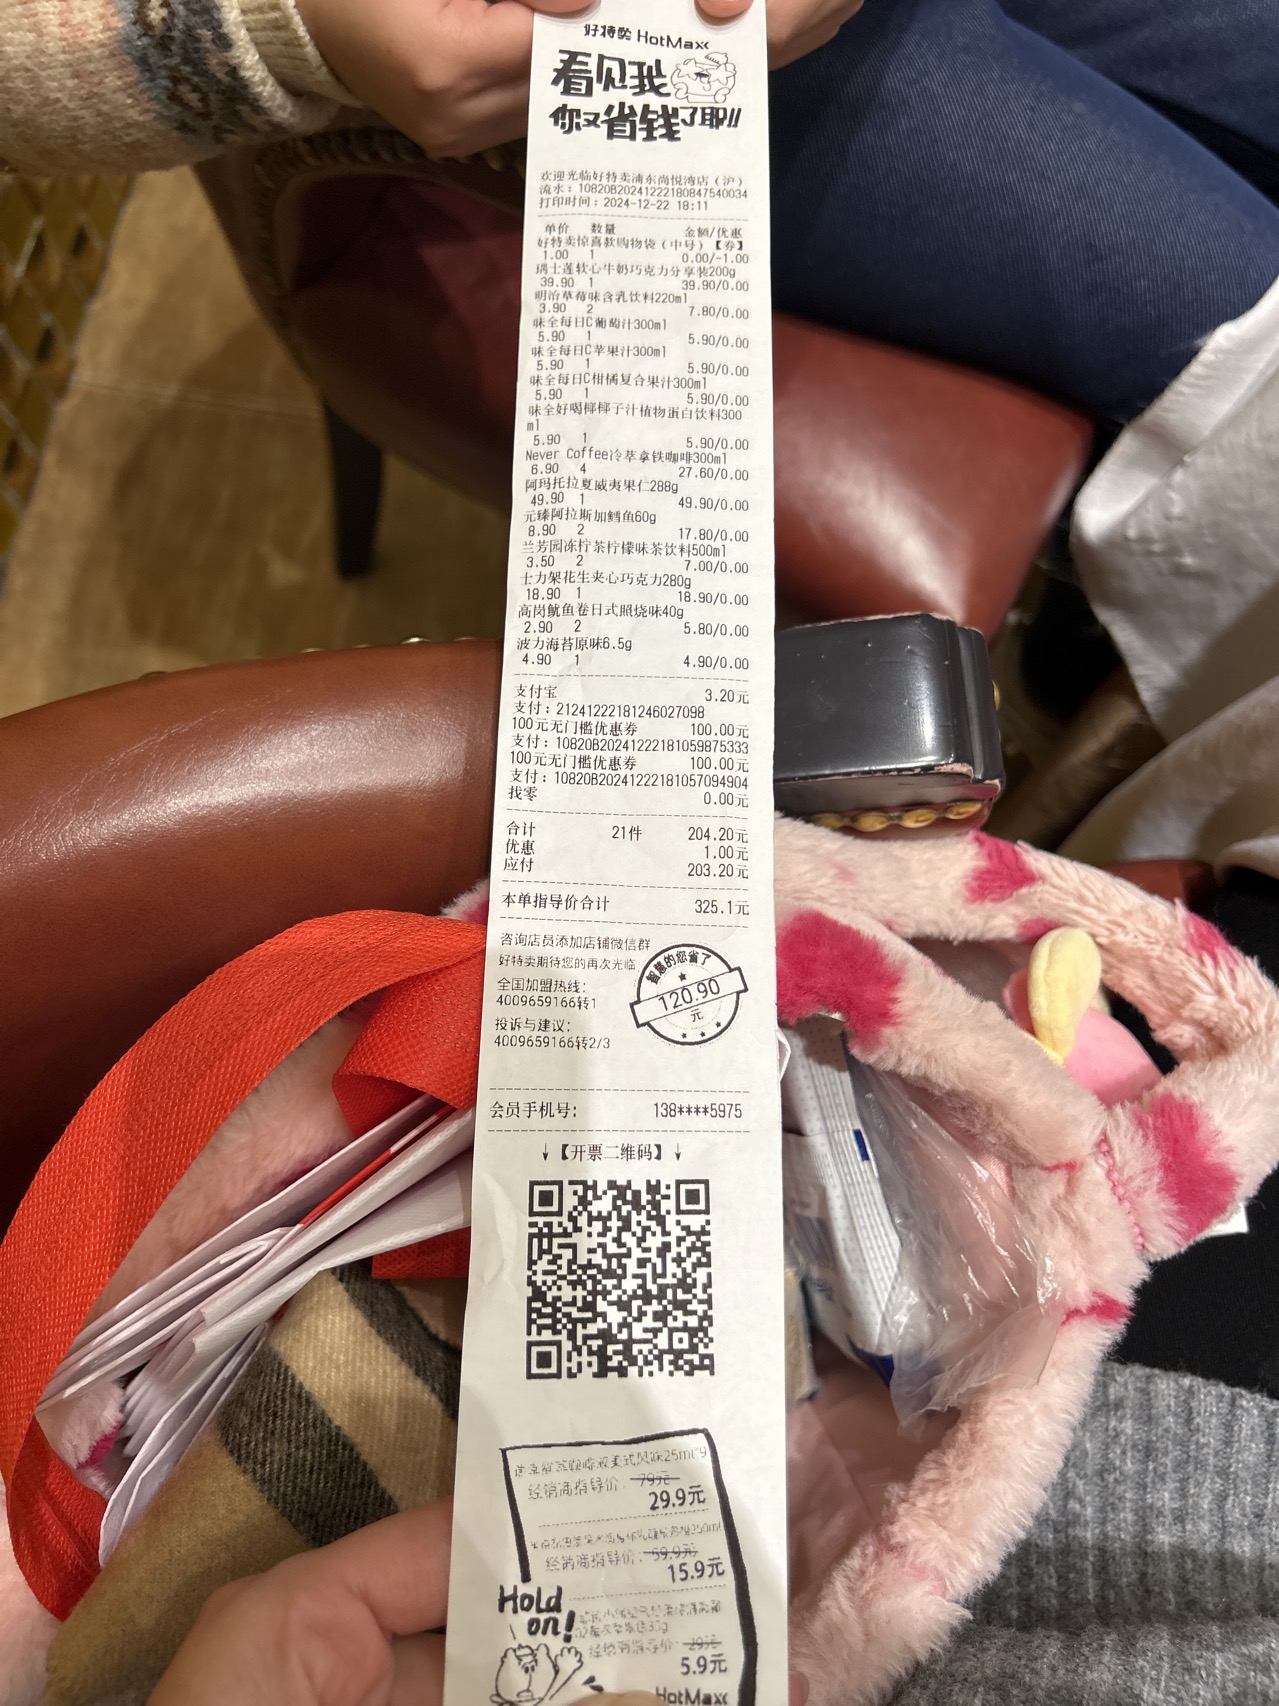 好特卖 HotMaxx
看见我
你又省钱了耶!!
欢迎光临好特卖浦东尚悦湾店（沪）
流水：10820B20241222180847540034
打印时间：2024-12-22 18:11
单价 数量 金额/优惠
好特卖惊喜款购物袋（中号）【券】
1.00 1 0.00/-1.00
瑞士莲软心牛奶巧克力分享装200g
39.90 1 39.90/0.00
明治草莓味含乳饮料220ml
3.90 2 7.80/0.00
味全每日C葡萄汁300ml
5.90 1 5.90/0.00
味全每日C苹果汁300ml
5.90 1 5.90/0.00
味全每日C柑橘复合果汁300ml
5.90 1 5.90/0.00
味全好喝椰椰子汁植物蛋白饮料300
ml
5.90 1 5.90/0.00
Never Coffee冷萃拿铁咖啡300ml
6.90 4 27.60/0.00
阿玛托拉夏威夷果仁288g
49.90 1 49.90/0.00
元臻阿拉斯加鳕鱼60g
8.90 2 17.80/0.00
兰芳园冻柠茶柠檬味茶饮料500ml
3.50 2 7.00/0.00
士力架花生夹心巧克力280g
18.90 1 18.90/0.00
高岗鱿鱼卷日式照烧味40g
2.90 2 5.80/0.00
波力海苔原味6.5g
4.90 1 4.90/0.00
支付宝 3.20元
支付：21241222181246027098
100元无门槛优惠券 100.00元
支付：10820B20241222181059875333
100元无门槛优惠券 100.00元
支付：10820B20241222181057094904
找零 0.00元
合计 21件 204.20元
优惠 1.00元
应付 203.20元
本单指导价合计 325.1元
咨询店员添加店铺微信群
好特卖期待您的再次光临
全国加盟热线：
4009659166转1
投诉与建议：
4009659166转2/3
智慧的您省了
120.90
元
会员手机号： 138****5975
↓【开票二维码】↓
经销商指导价：79元
29.9元
经销商指导价：59.9元
15.9元
Hold
on!
经销商指导价：29元
5.9元
HotMaxx